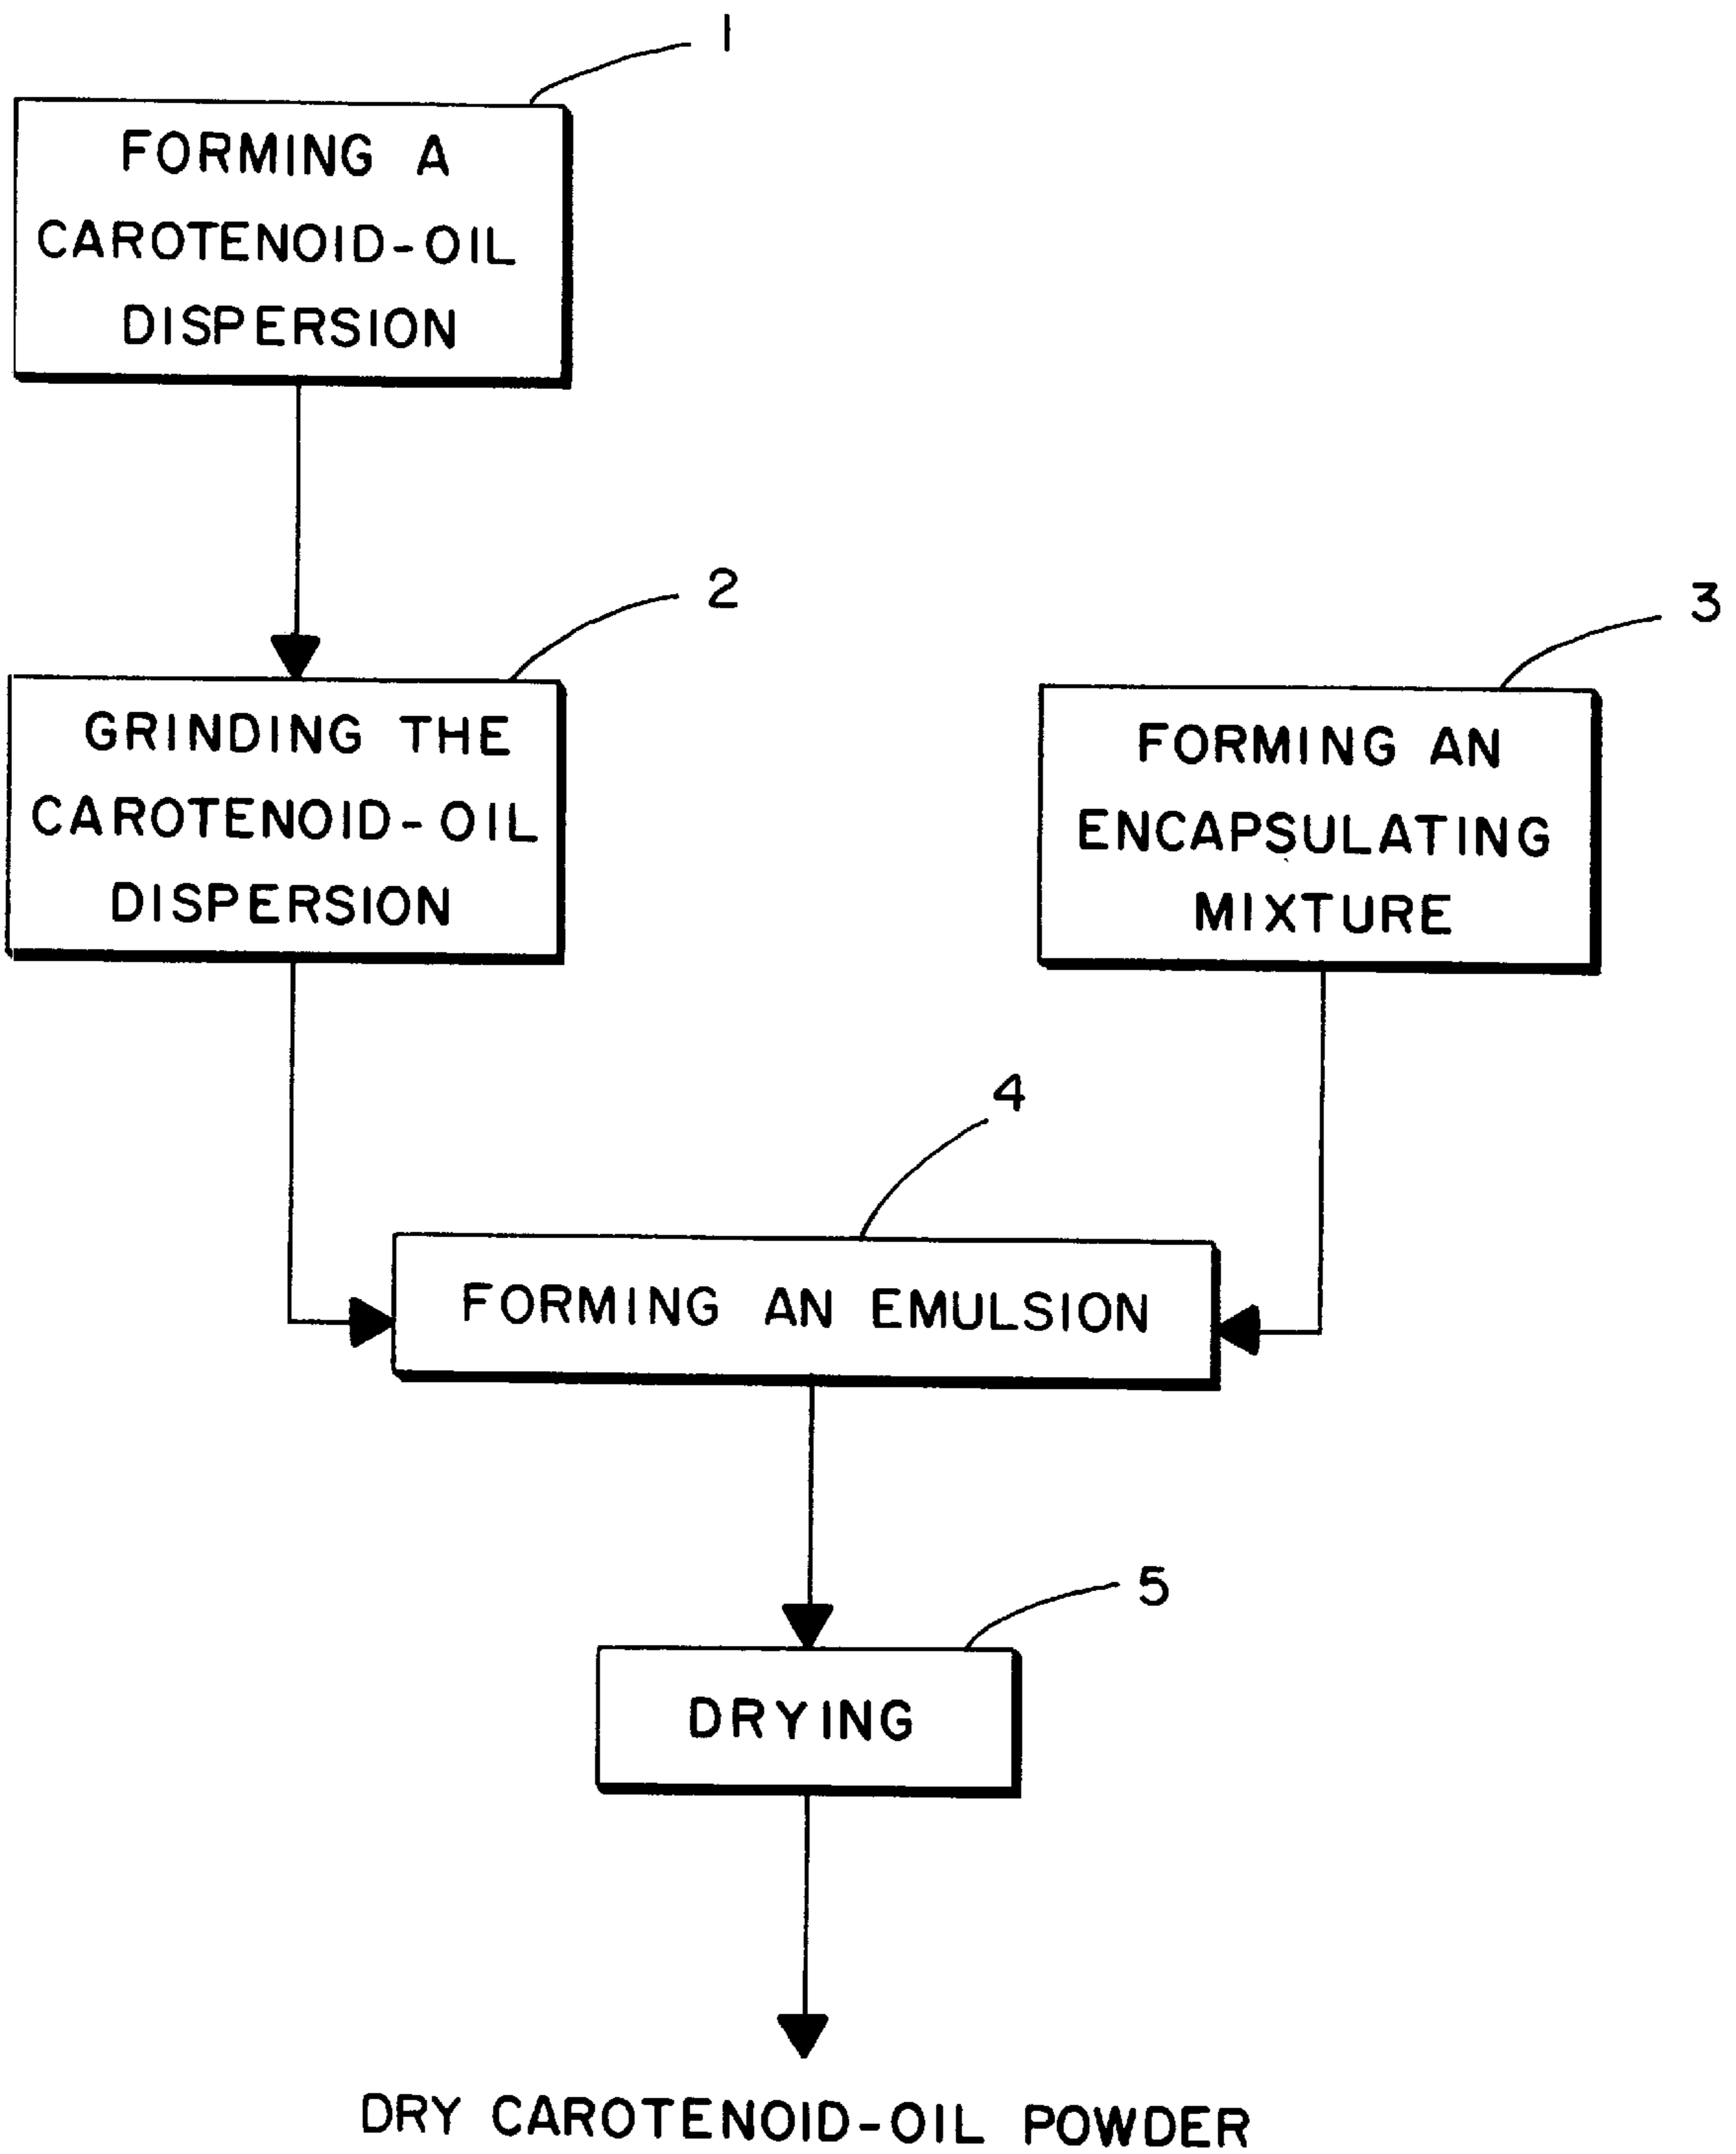 1
FORMING A
CAROTENOID-OIL
DISPERSION
2
GRINDING THE
CAROTENOID-OIL
DISPERSION
3
FORMING AN
ENCAPSULATING
MIXTURE
4
FORMING AN EMULSION
5
DRYING
DRY CAROTENOID-OIL POWDER